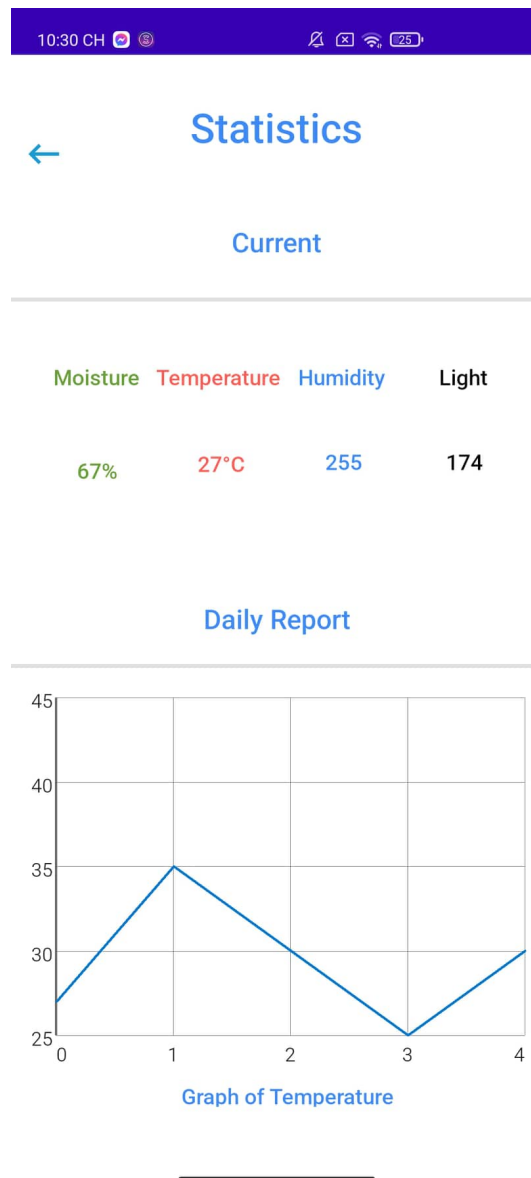 10:30 CH 25
Statistics
Current
Moisture Temperature Humidity Light
67% 27°C 255 174
Daily Report
45
40
35
30
25
0 1 2 3 4
Graph of Temperature